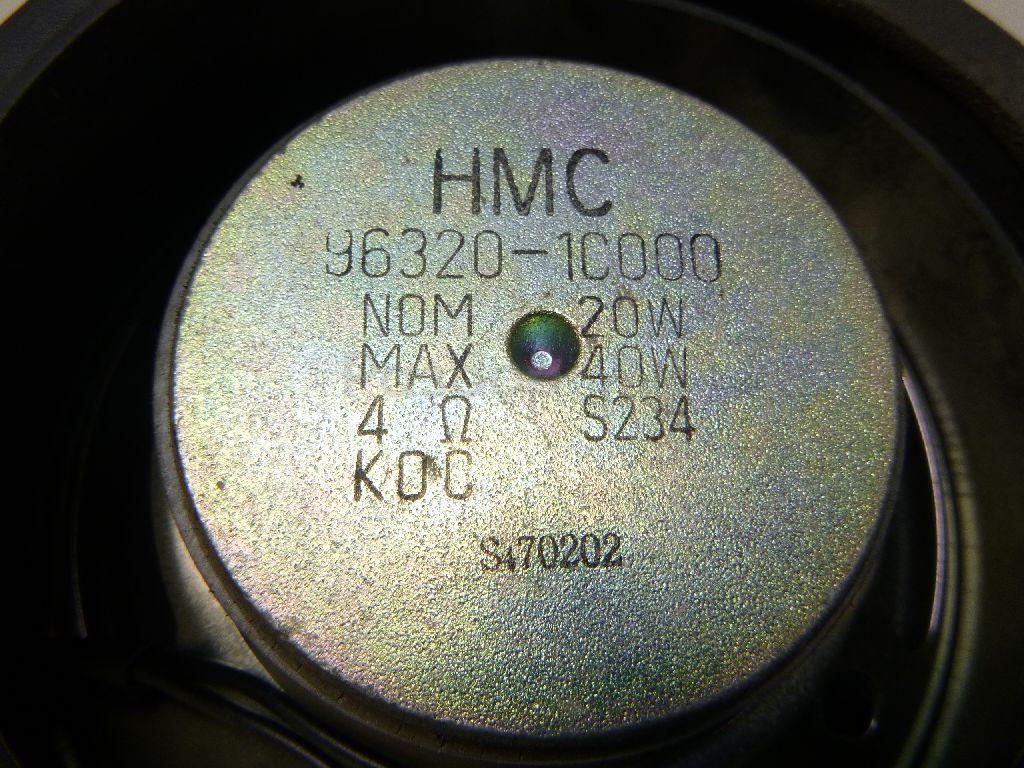 HMC
96320-1C000
NOM 20W
MAX 40W
4 Ω S234
KOC
S470202